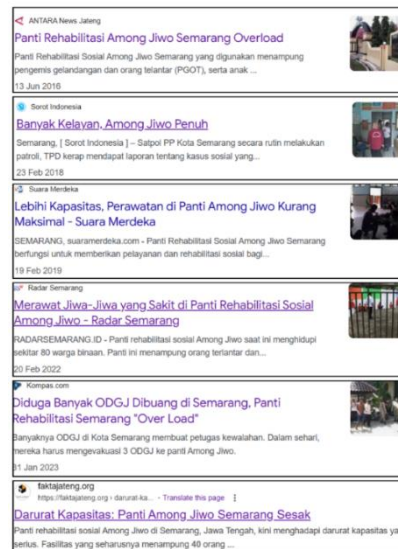 ANTARA News Jateng
Panti Rehabilitasi Among Jiwo Semarang Overload
Panti Rehabilitasi Sosial Among Jiwo Semarang yang digunakan menampung
pengemis gelandangan dan orang telantar (PGOT), serta anak ...
13 Jun 2016
Sorot Indonesia
Banyak Kelayan, Among Jiwo Penuh
Semarang, [ Sorot Indonesia ] – Satpol PP Kota Semarang secara rutin melakukan
patroli, TPD kerap mendapat laporan tentang kasus sosial yang...
23 Feb 2018
Suara Merdeka
Lebihi Kapasitas, Perawatan di Panti Among Jiwo Kurang
Maksimal - Suara Merdeka
SEMARANG, suaramerdeka.com - Panti Rehabilitasi Sosial Among Jiwo Semarang
berfungsi untuk memberikan pelayanan dan rehabilitasi sosial bagi...
19 Feb 2019
Radar Semarang
Merawat Jiwa-Jiwa yang Sakit di Panti Rehabilitasi Sosial
Among Jiwo - Radar Semarang
RADARSEMARANG.ID - Panti rehabilitasi sosial Among Jiwo saat ini menghidupi
sekitar 80 warga binaan. Panti ini menampung orang terlantar dan...
20 Feb 2022
Kompas.com
Diduga Banyak ODGJ Dibuang di Semarang, Panti
Rehabilitasi Semarang "Over Load"
Banyaknya ODGJ di Kota Semarang membuat petugas kewalahan. Dalam sehari,
mereka harus mengevakuasi 3 ODGJ ke panti Among Jiwo.
31 Jan 2023
faktajateng.org
https://faktajateng.org › darurat-ka... - Translate this page
Darurat Kapasitas: Panti Among Jiwo Semarang Sesak
Panti rehabilitasi sosial Among Jiwo di Semarang, Jawa Tengah, kini menghadapi darurat kapasitas ya
serius. Fasilitas yang seharusnya menampung 40 orang ...